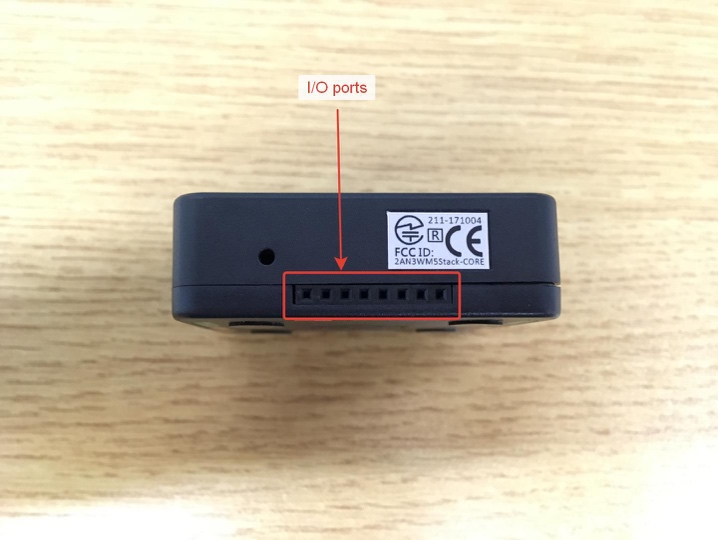 I/O ports
211-171004
R
CE
FCC ID:
2AN3WM5Stack-CORE